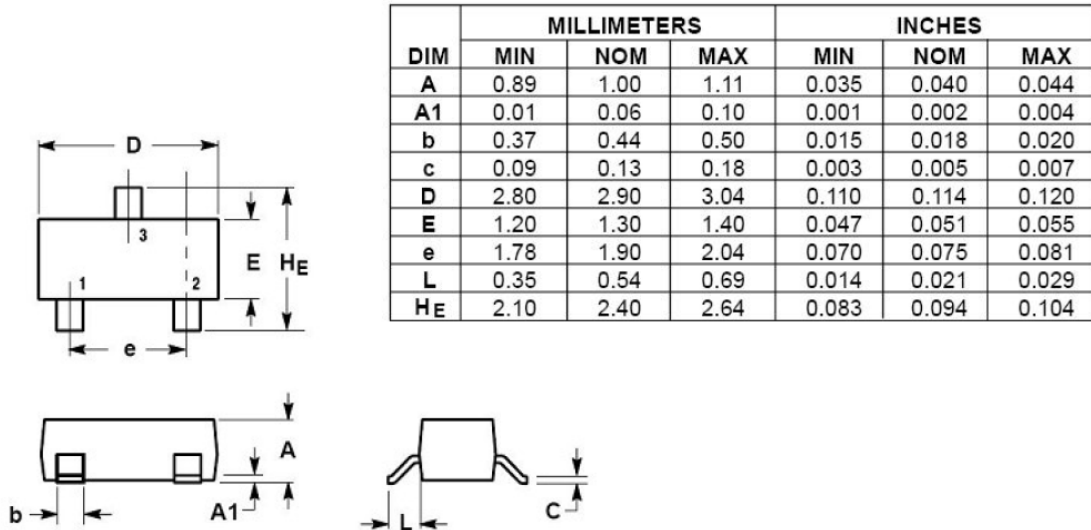 MILLIMETERS INCHES
DIM MIN NOM MAX MIN NOM MAX
A 0.89 1.00 1.11 0.035 0.040 0.044
A1 0.01 0.06 0.10 0.001 0.002 0.004
b 0.37 0.44 0.50 0.015 0.018 0.020
c 0.09 0.13 0.18 0.003 0.005 0.007
D 2.80 2.90 3.04 0.110 0.114 0.120
E 1.20 1.30 1.40 0.047 0.051 0.055
e 1.78 1.90 2.04 0.070 0.075 0.081
L 0.35 0.54 0.69 0.014 0.021 0.029
HE 2.10 2.40 2.64 0.083 0.094 0.104
D
3
E HE
1 2
e
A
b A1
L C